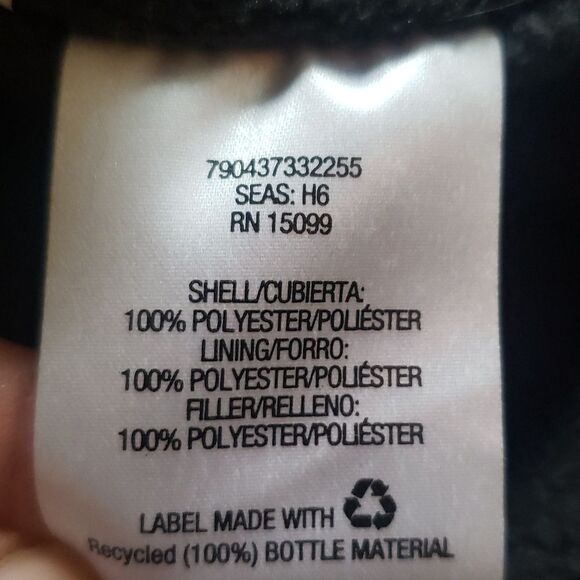 790437332255
SEAS: H6
RN 15099
SHELL/CUBIERTA:
100% POLYESTER/POLIÉSTER
LINING/FORRO:
100% POLYESTER/POLIÉSTER
FILLER/RELLENO:
100% POLYESTER/POLIÉSTER
LABEL MADE WITH
Recycled (100%) BOTTLE MATERIAL